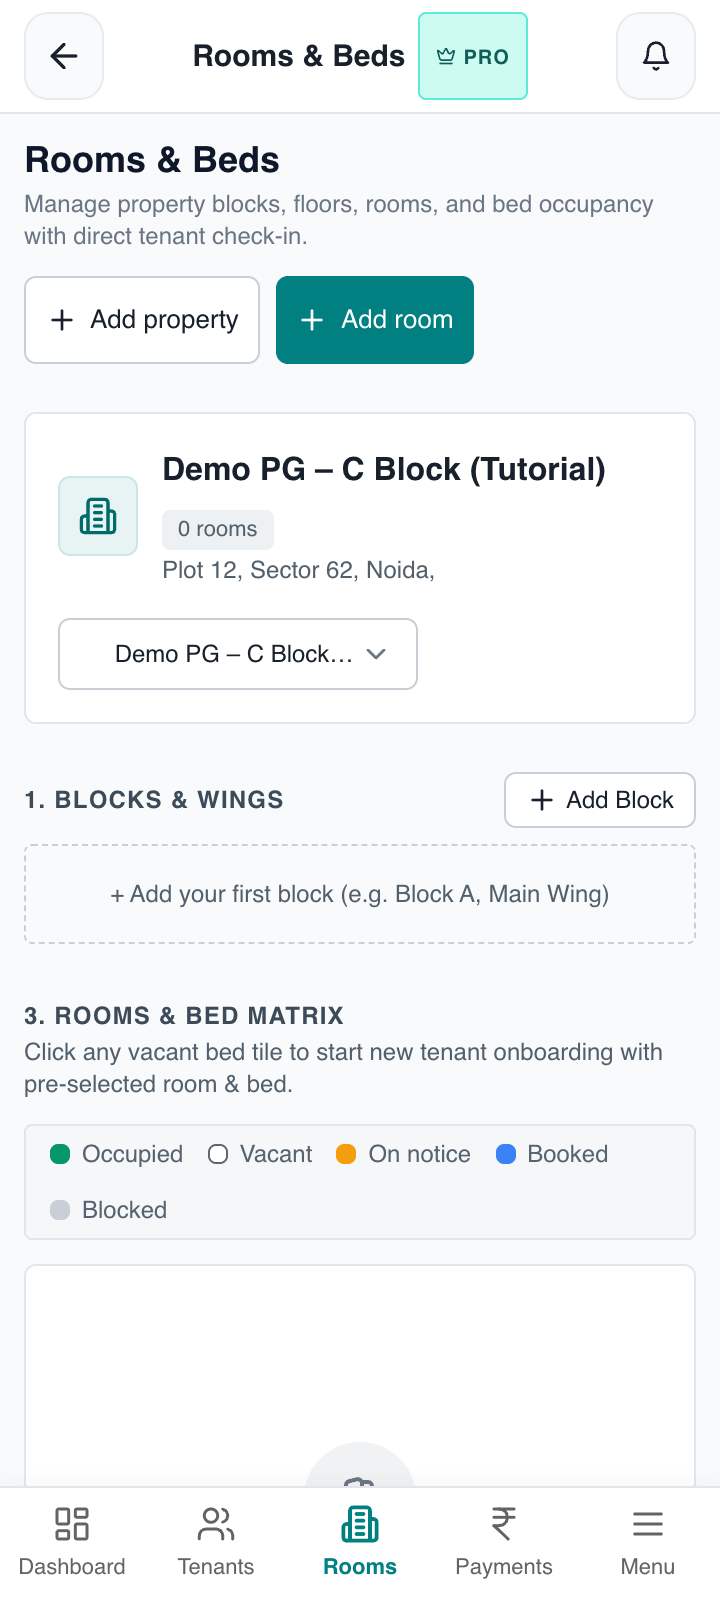 Rooms & Beds
PRO
Rooms & Beds
Manage property blocks, floors, rooms, and bed occupancy
with direct tenant check-in.
+ Add property
+ Add room
Demo PG – C Block (Tutorial)
0 rooms
Plot 12, Sector 62, Noida,
Demo PG – C Block...
1. BLOCKS & WINGS
+ Add Block
+ Add your first block (e.g. Block A, Main Wing)
3. ROOMS & BED MATRIX
Click any vacant bed tile to start new tenant onboarding with
pre-selected room & bed.
Occupied
Vacant
On notice
Booked
Blocked
Dashboard
Tenants
Rooms
Payments
Menu